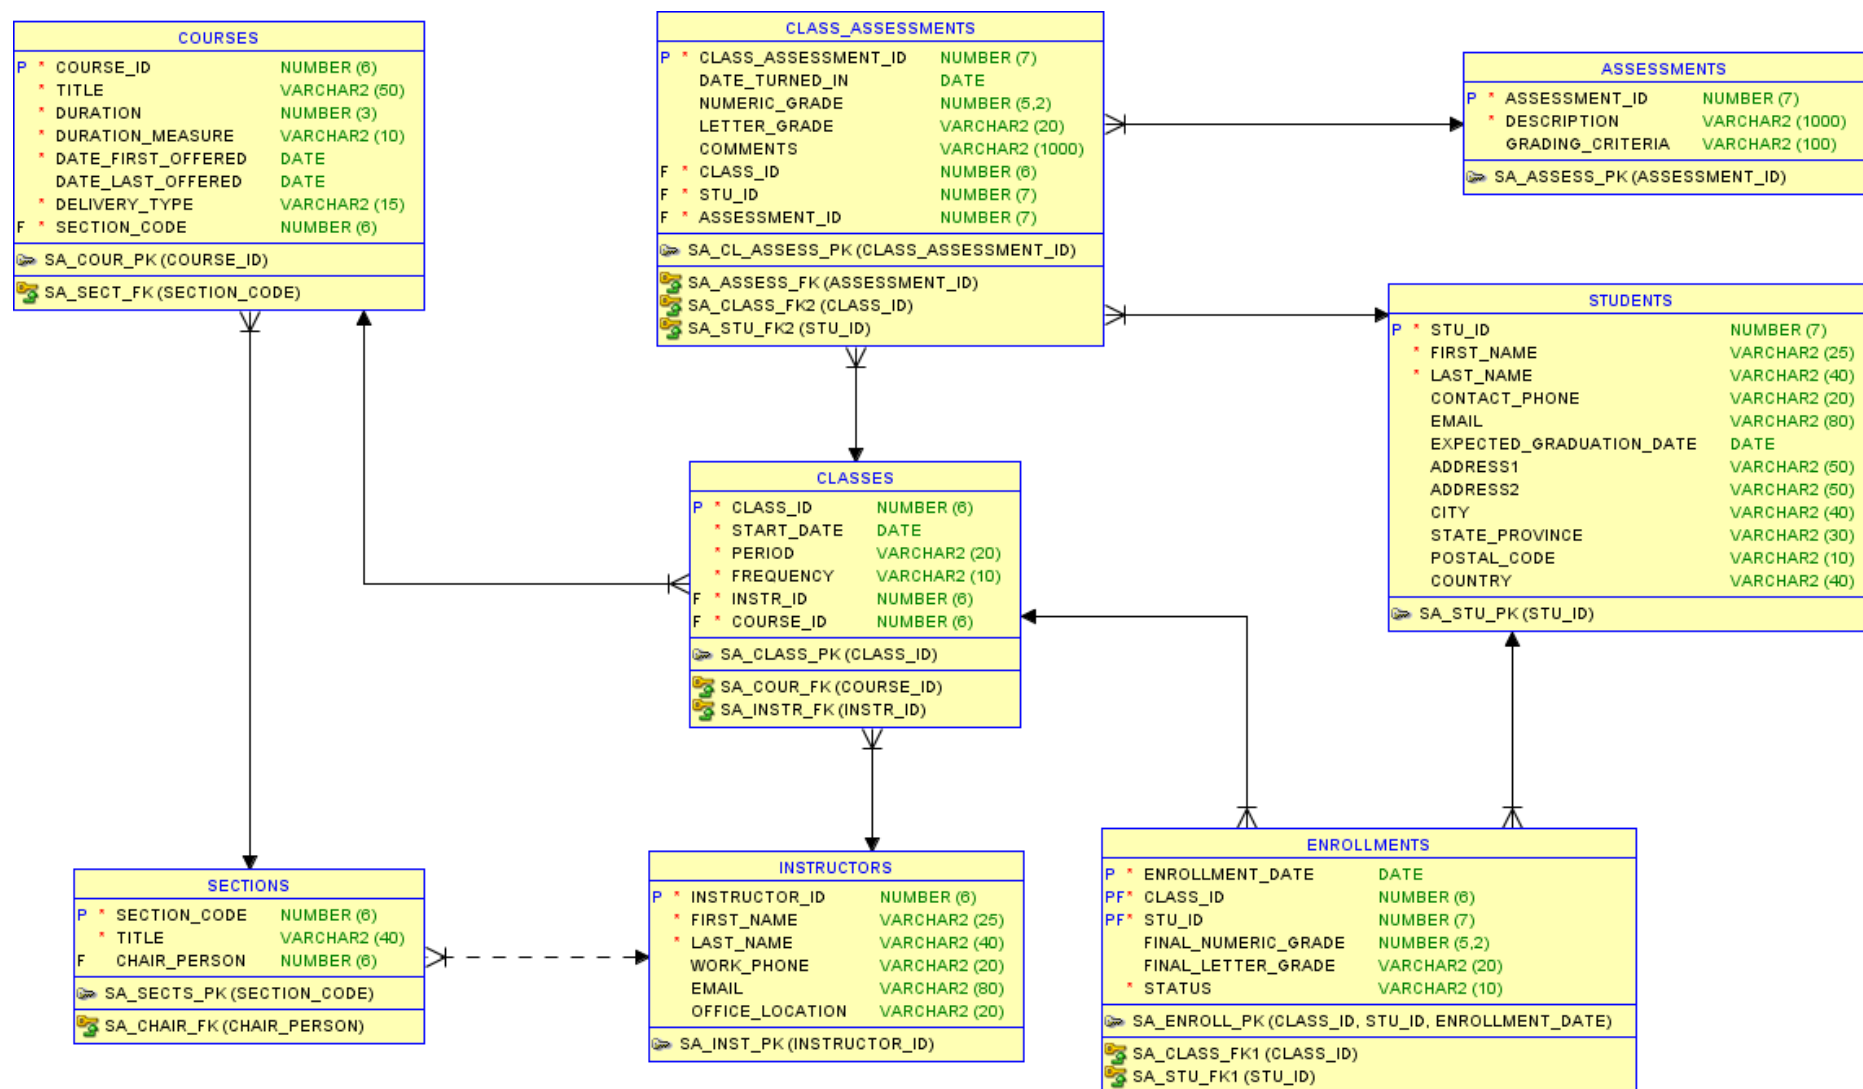 COURSES
P * COURSE_ID NUMBER (6)
* TITLE VARCHAR2 (50)
* DURATION NUMBER (3)
* DURATION_MEASURE VARCHAR2 (10)
* DATE_FIRST_OFFERED DATE
DATE_LAST_OFFERED DATE
* DELIVERY_TYPE VARCHAR2 (15)
F * SECTION_CODE NUMBER (6)
SA_COUR_PK (COURSE_ID)
SA_SECT_FK (SECTION_CODE)
CLASS_ASSESSMENTS
P * CLASS_ASSESSMENT_ID NUMBER (7)
DATE_TURNED_IN DATE
NUMERIC_GRADE NUMBER (5,2)
LETTER_GRADE VARCHAR2 (20)
COMMENTS VARCHAR2 (1000)
F * CLASS_ID NUMBER (6)
F * STU_ID NUMBER (7)
F * ASSESSMENT_ID NUMBER (7)
SA_CL_ASSESS_PK (CLASS_ASSESSMENT_ID)
SA_ASSESS_FK (ASSESSMENT_ID)
SA_CLASS_FK2 (CLASS_ID)
SA_STU_FK2 (STU_ID)
ASSESSMENTS
P * ASSESSMENT_ID NUMBER (7)
* DESCRIPTION VARCHAR2 (1000)
GRADING_CRITERIA VARCHAR2 (100)
SA_ASSESS_PK (ASSESSMENT_ID)
STUDENTS
P * STU_ID NUMBER (7)
* FIRST_NAME VARCHAR2 (25)
* LAST_NAME VARCHAR2 (40)
CONTACT_PHONE VARCHAR2 (20)
EMAIL VARCHAR2 (80)
EXPECTED_GRADUATION_DATE DATE
ADDRESS1 VARCHAR2 (50)
ADDRESS2 VARCHAR2 (50)
CITY VARCHAR2 (40)
STATE_PROVINCE VARCHAR2 (30)
POSTAL_CODE VARCHAR2 (10)
COUNTRY VARCHAR2 (40)
SA_STU_PK (STU_ID)
CLASSES
P * CLASS_ID NUMBER (6)
* START_DATE DATE
* PERIOD VARCHAR2 (20)
* FREQUENCY VARCHAR2 (10)
F * INSTR_ID NUMBER (6)
F * COURSE_ID NUMBER (6)
SA_CLASS_PK (CLASS_ID)
SA_COUR_FK (COURSE_ID)
SA_INSTR_FK (INSTR_ID)
SECTIONS
P * SECTION_CODE NUMBER (6)
* TITLE VARCHAR2 (40)
F CHAIR_PERSON NUMBER (6)
SA_SECTS_PK (SECTION_CODE)
SA_CHAIR_FK (CHAIR_PERSON)
INSTRUCTORS
P * INSTRUCTOR_ID NUMBER (6)
* FIRST_NAME VARCHAR2 (25)
* LAST_NAME VARCHAR2 (40)
WORK_PHONE VARCHAR2 (20)
EMAIL VARCHAR2 (80)
OFFICE_LOCATION VARCHAR2 (20)
SA_INST_PK (INSTRUCTOR_ID)
ENROLLMENTS
P * ENROLLMENT_DATE DATE
PF* CLASS_ID NUMBER (6)
PF* STU_ID NUMBER (7)
FINAL_NUMERIC_GRADE NUMBER (5,2)
FINAL_LETTER_GRADE VARCHAR2 (20)
* STATUS VARCHAR2 (10)
SA_ENROLL_PK (CLASS_ID, STU_ID, ENROLLMENT_DATE)
SA_CLASS_FK1 (CLASS_ID)
SA_STU_FK1 (STU_ID)